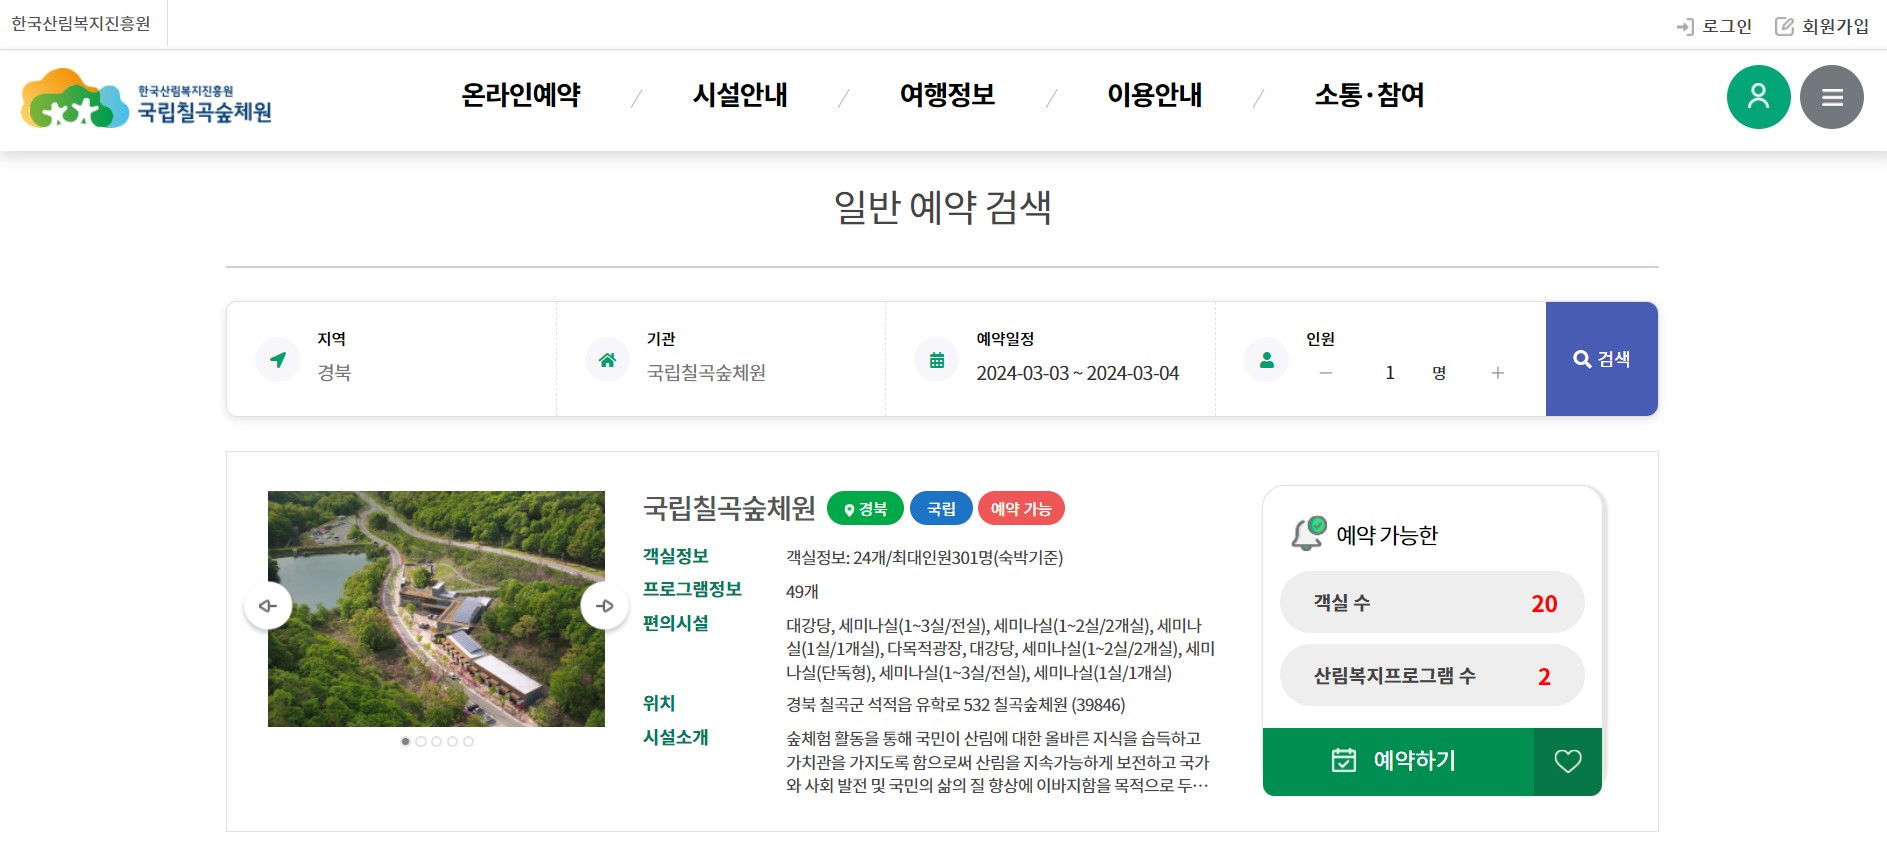 한국산림복지진흥원
로그인
회원가입
한국산림복지진흥원
국립칠곡숲체원
온라인예약 / 시설안내 / 여행정보 / 이용안내 / 소통·참여
일반 예약 검색
지역
경북
기관
국립칠곡숲체원
예약일정
2024-03-03 ~ 2024-03-04
인원
− 1 명 +
검색
국립칠곡숲체원 경북 국립 예약 가능
객실정보 객실정보: 24개/최대인원301명(숙박기준)
프로그램정보 49개
편의시설 대강당, 세미나실(1~3실/전실), 세미나실(1~2실/2개실), 세미나
실(1실/1개실), 다목적광장, 대강당, 세미나실(1~2실/2개실), 세미
나실(단독형), 세미나실(1~3실/전실), 세미나실(1실/1개실)
위치 경북 칠곡군 석적읍 유학로 532 칠곡숲체원 (39846)
시설소개 숲체험 활동을 통해 국민이 산림에 대한 올바른 지식을 습득하고
가치관을 가지도록 함으로써 산림을 지속가능하게 보전하고 국가
와 사회 발전 및 국민의 삶의 질 향상에 이바지함을 목적으로 두…
예약 가능한
객실 수 20
산림복지프로그램 수 2
예약하기